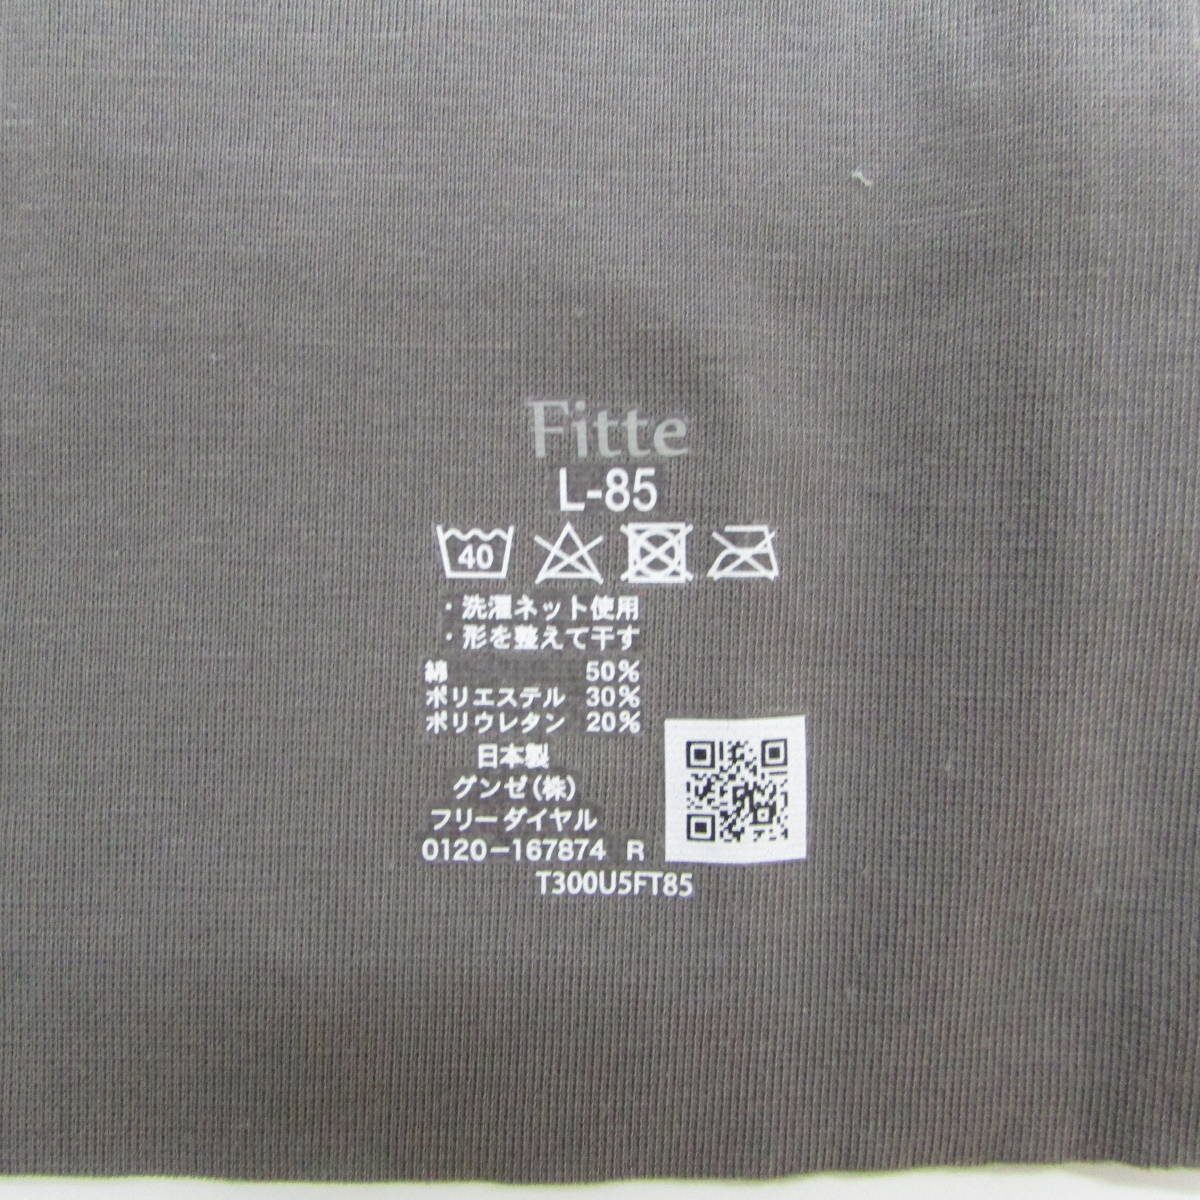 Fitte
L-85
40
・洗濯ネット使用
・形を整えて干す
綿 50%
ポリエステル 30%
ポリウレタン 20%
日本製
グンゼ(株)
フリーダイヤル
0120-167874 R
T300U5FT85